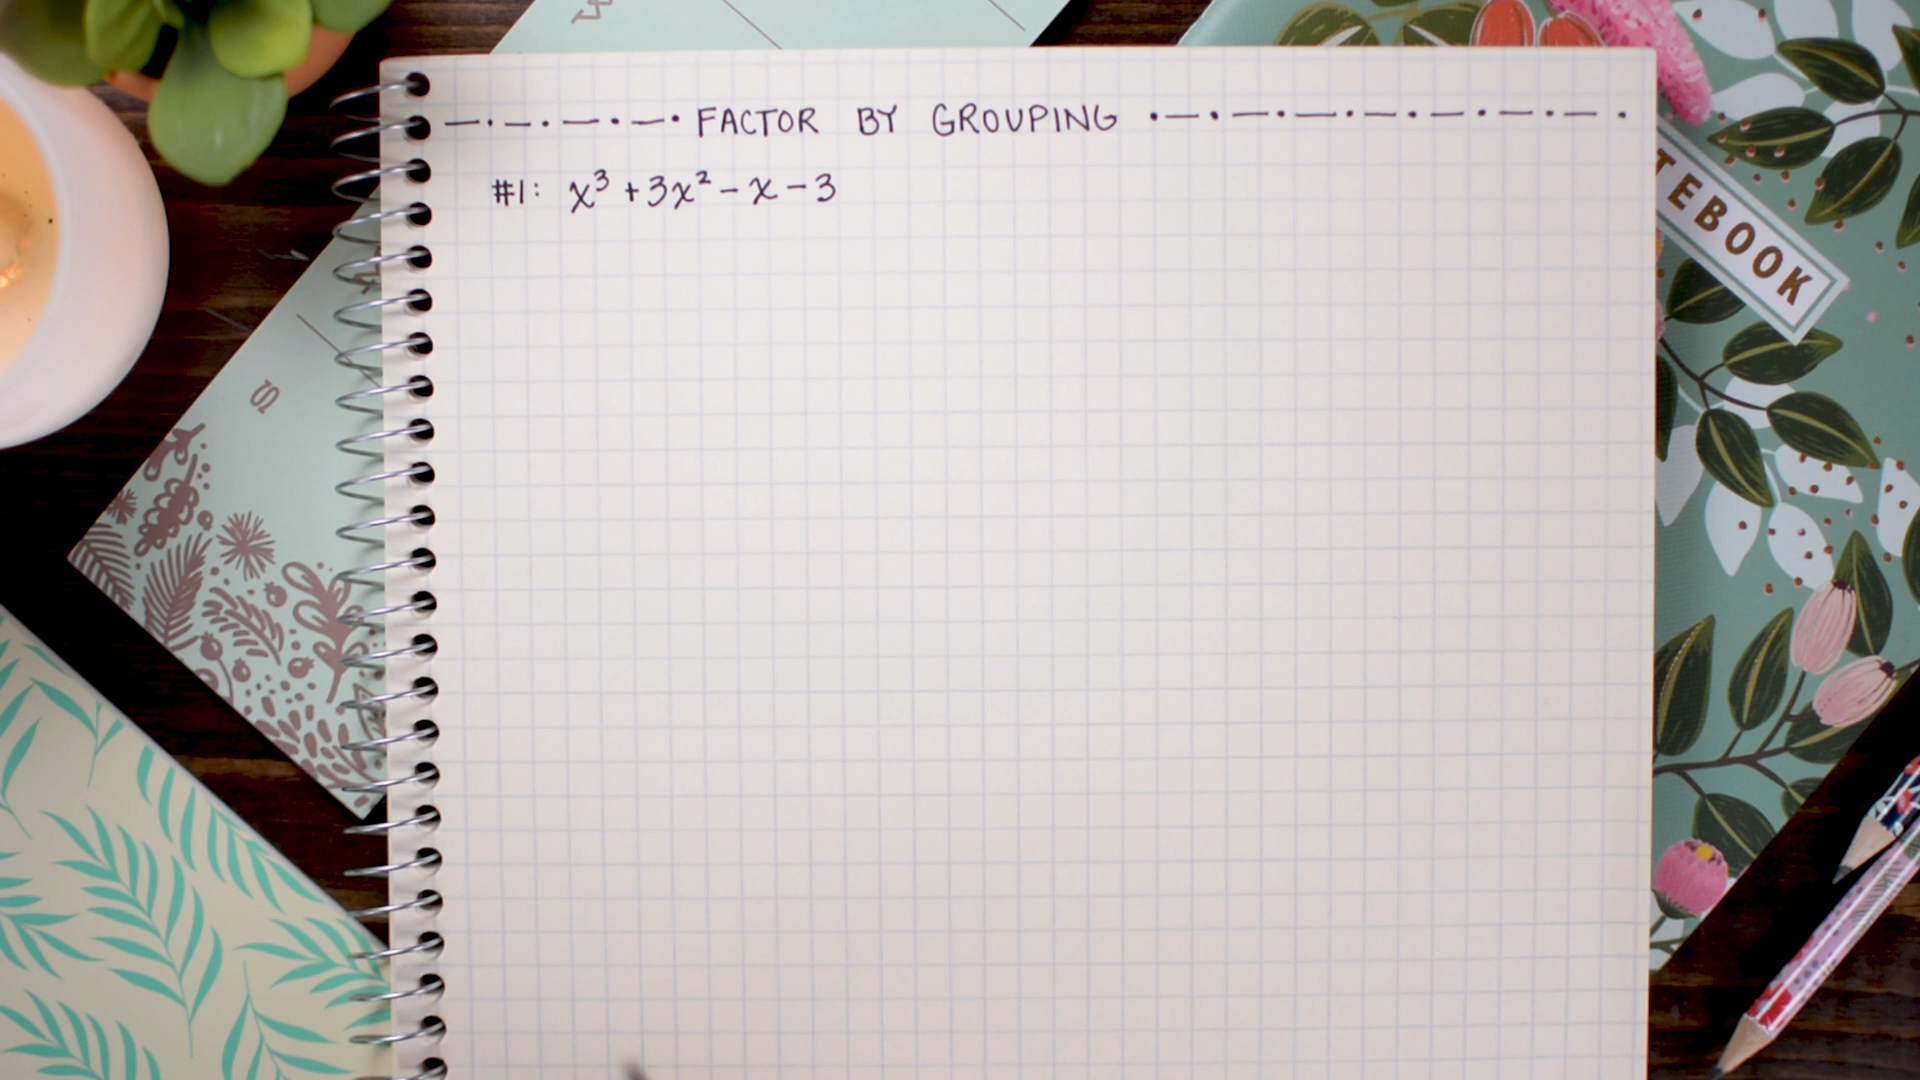 FACTOR BY GROUPING
#1: x³ + 3x² - x - 3
TEBOOK
S